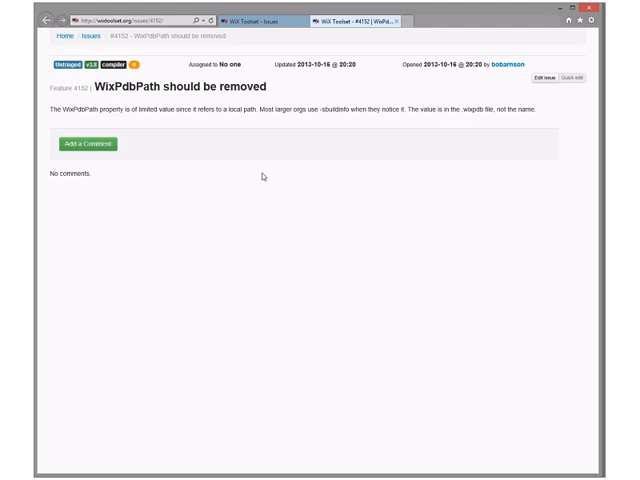 http://wixtoolset.org/issues/4152/
WiX Toolset - Issues
WiX Toolset - #4152 | WixPd...
Home / Issues / #4152 - WixPdbPath should be removed
Untriaged v3.8 compiler
Assigned to No one
Updated 2013-10-16 @ 20:20
Opened 2013-10-16 @ 20:20 by bobarnson
Edit issue Quick edit
Feature 4152 | WixPdbPath should be removed
The WixPdbPath property is of limited value since it refers to a local path. Most larger orgs use -sbuildinfo when they notice it. The value is in the .wixpdb file, not the name.
Add a Comment
No comments.